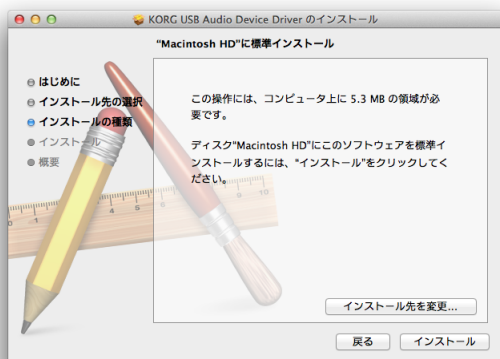 KORG USB Audio Device Driver のインストール
“Macintosh HD”に標準インストール
はじめに
インストール先の選択
インストールの種類
インストール
概要
この操作には、コンピュータ上に 5.3 MB の領域が必
要です。
ディスク“Macintosh HD”にこのソフトウェアを標準イ
ンストールするには、“インストール”をクリックしてく
ださい。
インストール先を変更...
戻る
インストール